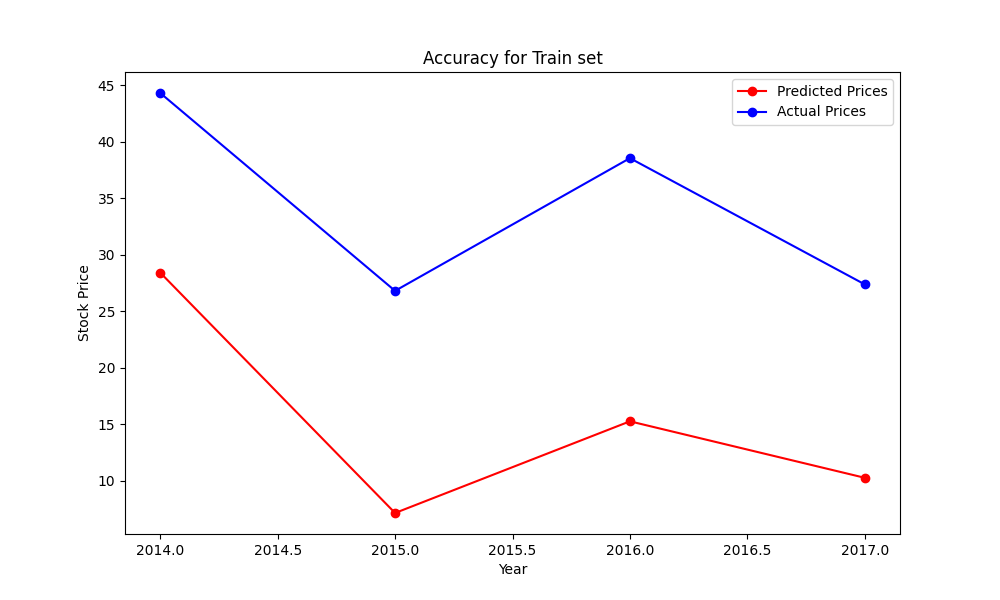 Accuracy for Train set
Predicted Prices
Actual Prices
Stock Price
45
40
35
30
25
20
15
10
2014.0 2014.5 2015.0 2015.5 2016.0 2016.5 2017.0
Year